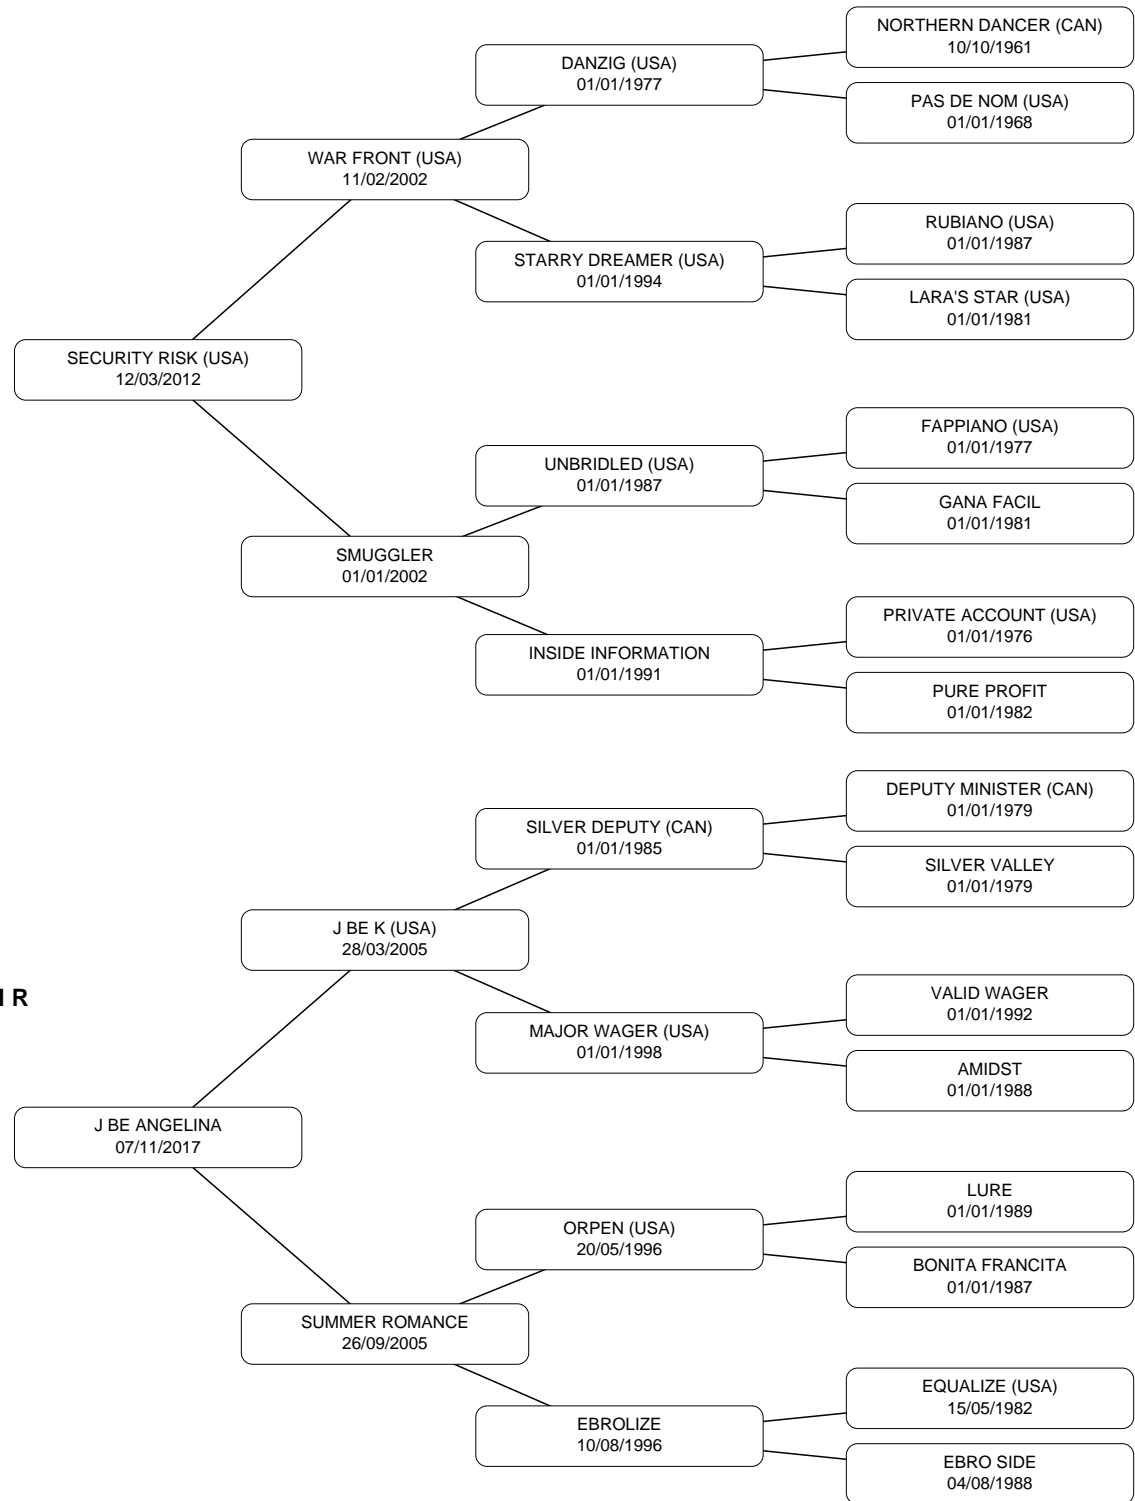 NORTHERN DANCER (CAN)
10/10/1961
DANZIG (USA)
01/01/1977
PAS DE NOM (USA)
01/01/1968
WAR FRONT (USA)
11/02/2002
RUBIANO (USA)
01/01/1987
STARRY DREAMER (USA)
01/01/1994
LARA'S STAR (USA)
01/01/1981
SECURITY RISK (USA)
12/03/2012
FAPPIANO (USA)
01/01/1977
UNBRIDLED (USA)
01/01/1987
GANA FACIL
01/01/1981
SMUGGLER
01/01/2002
PRIVATE ACCOUNT (USA)
01/01/1976
INSIDE INFORMATION
01/01/1991
PURE PROFIT
01/01/1982
DEPUTY MINISTER (CAN)
01/01/1979
SILVER DEPUTY (CAN)
01/01/1985
SILVER VALLEY
01/01/1979
J BE K (USA)
28/03/2005
VALID WAGER
01/01/1992
MAJOR WAGER (USA)
01/01/1998
AMIDST
01/01/1988
R
J BE ANGELINA
07/11/2017
LURE
01/01/1989
ORPEN (USA)
20/05/1996
BONITA FRANCITA
01/01/1987
SUMMER ROMANCE
26/09/2005
EQUALIZE (USA)
15/05/1982
EBROLIZE
10/08/1996
EBRO SIDE
04/08/1988